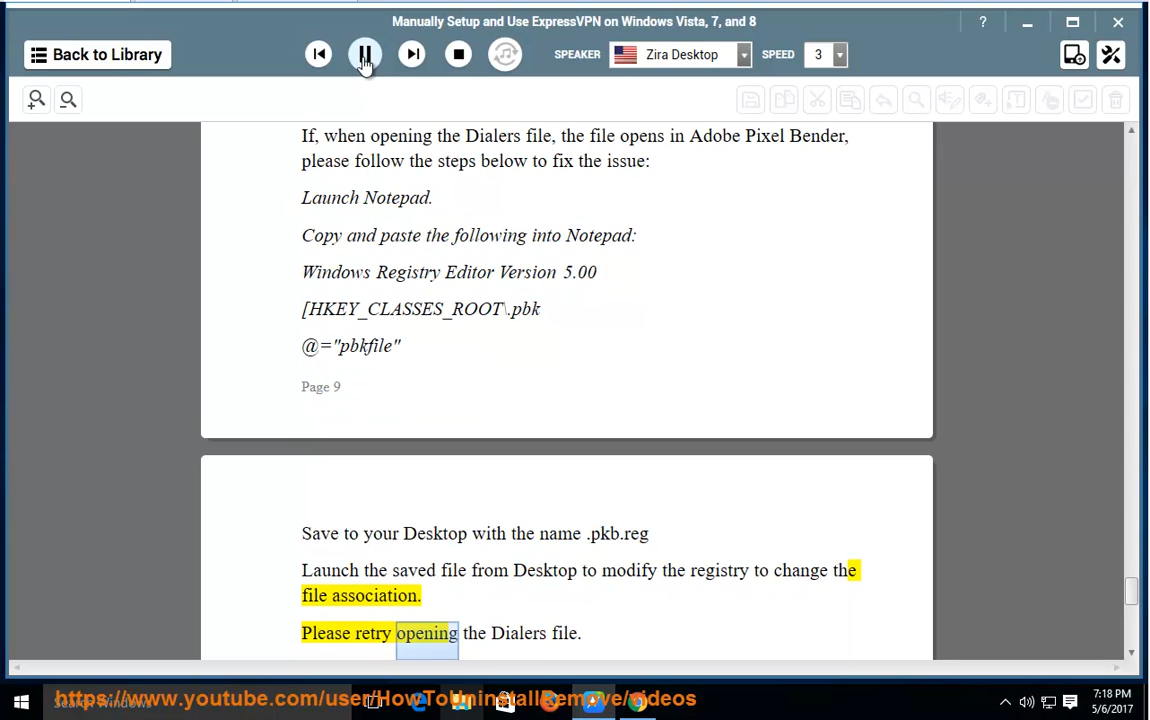 Manually Setup and Use ExpressVPN on Windows Vista, 7, and 8
?
Back to Library
SPEAKER
Zira Desktop
SPEED
3
If, when opening the Dialers file, the file opens in Adobe Pixel Bender,
please follow the steps below to fix the issue:
Launch Notepad.
Copy and paste the following into Notepad:
Windows Registry Editor Version 5.00
[HKEY_CLASSES_ROOT\.pbk
@="pbkfile"
Page 9
Save to your Desktop with the name .pkb.reg
Launch the saved file from Desktop to modify the registry to change the
file association.
Please retry opening the Dialers file.
Search Windows
https://www.youtube.com/user/HowToUninstallRemove/videos
7:18 PM
5/6/2017